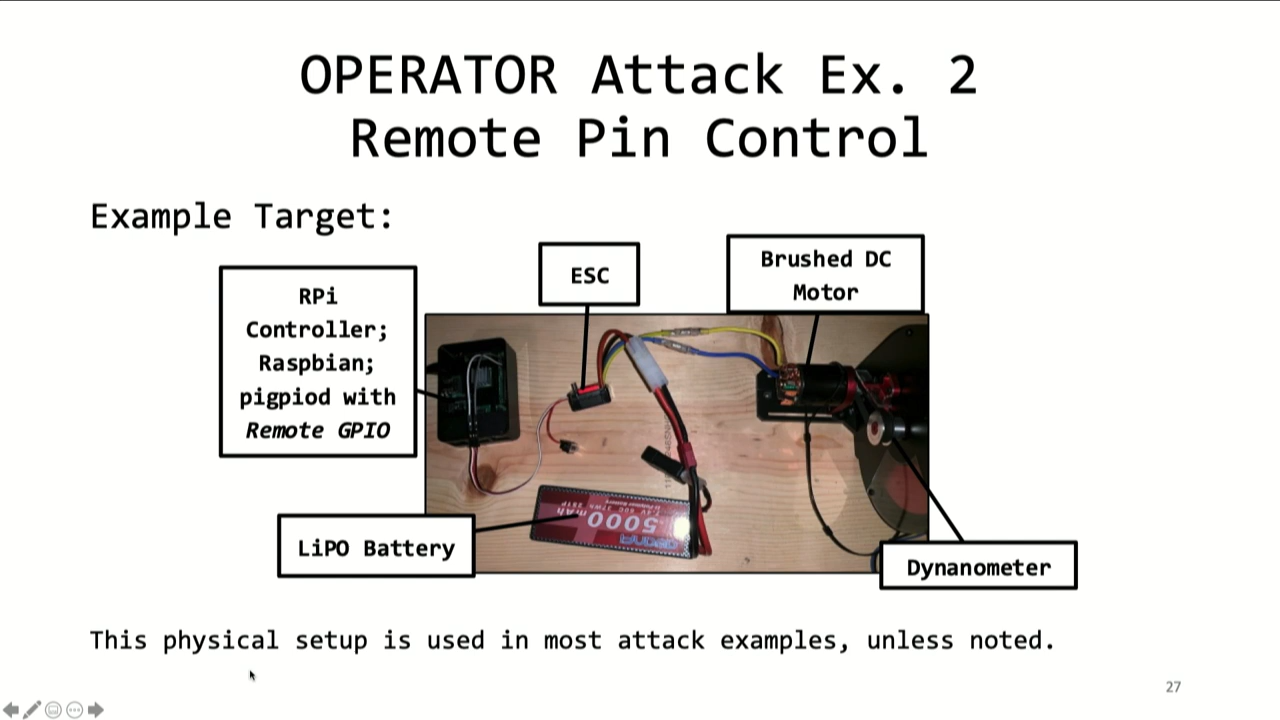 OPERATOR Attack Ex. 2
Remote Pin Control
Example Target:
RPi
Controller;
Raspbian;
pigpiod with
Remote GPIO
ESC
Brushed DC
Motor
5000 mAh
LiPO Battery
Dynanometer
This physical setup is used in most attack examples, unless noted.
27